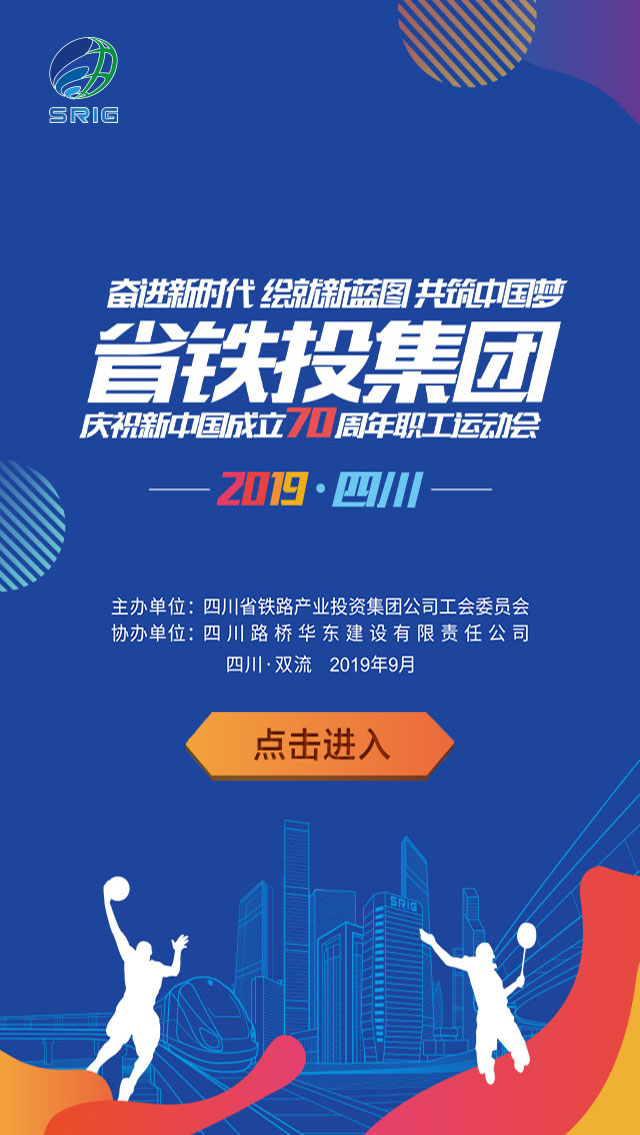 SRIG
奋进新时代 绘就新蓝图 共筑中国梦
省铁投集团
庆祝新中国成立70周年职工运动会
2019·四川
主办单位：四川省铁路产业投资集团公司工会委员会
协办单位：四川路桥华东建设有限责任公司
四川·双流 2019年9月
点击进入
SRIG